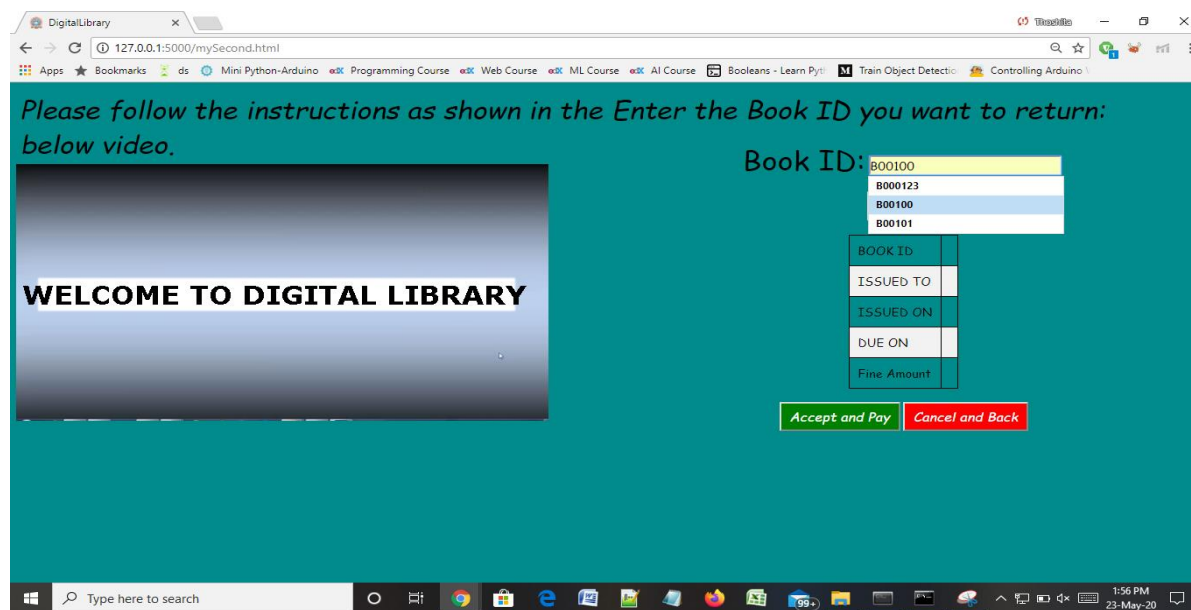 DigitalLibrary
127.0.0.1:5000/mySecond.html
Apps Bookmarks ds Mini Python-Arduino Programming Course Web Course ML Course AI Course Booleans - Learn Pyt Train Object Detectio Controlling Arduino
Please follow the instructions as shown in the
below video.
WELCOME TO DIGITAL LIBRARY
Enter the Book ID you want to return:
Book ID: B00100
B000123
B00100
B00101
BOOK ID
ISSUED TO
ISSUED ON
DUE ON
Fine Amount
Accept and Pay Cancel and Back
Type here to search
99+
1:56 PM
23-May-20